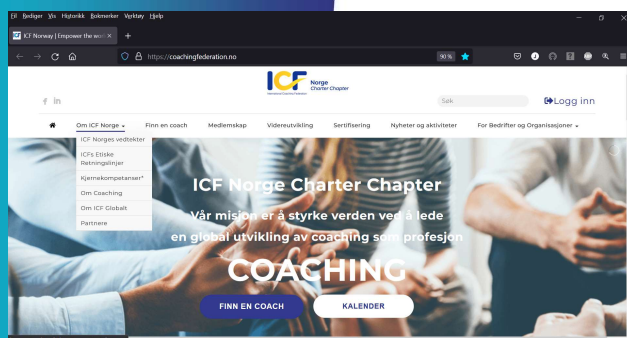 Fil Rediger Vis Historikk Bokmerker Verktøy Hjelp
ICF Norway | Empower the worl
https://coachingfederation.no
90 %
ICF Norge
Charter Chapter
International Coaching Federation
Søk
Logg inn
Om ICF Norge
Finn en coach
Medlemskap
Videreutvikling
Sertifisering
Nyheter og aktiviteter
For Bedrifter og Organisasjoner
ICF Norges vedtekter
ICFs Etiske
Retningslinjer
Kjernekompetanser*
Om Coaching
Om ICF Globalt
Partnere
ICF Norge Charter Chapter
Vår misjon er å styrke verden ved å lede
en global utvikling av coaching som profesjon
COACHING
FINN EN COACH
KALENDER